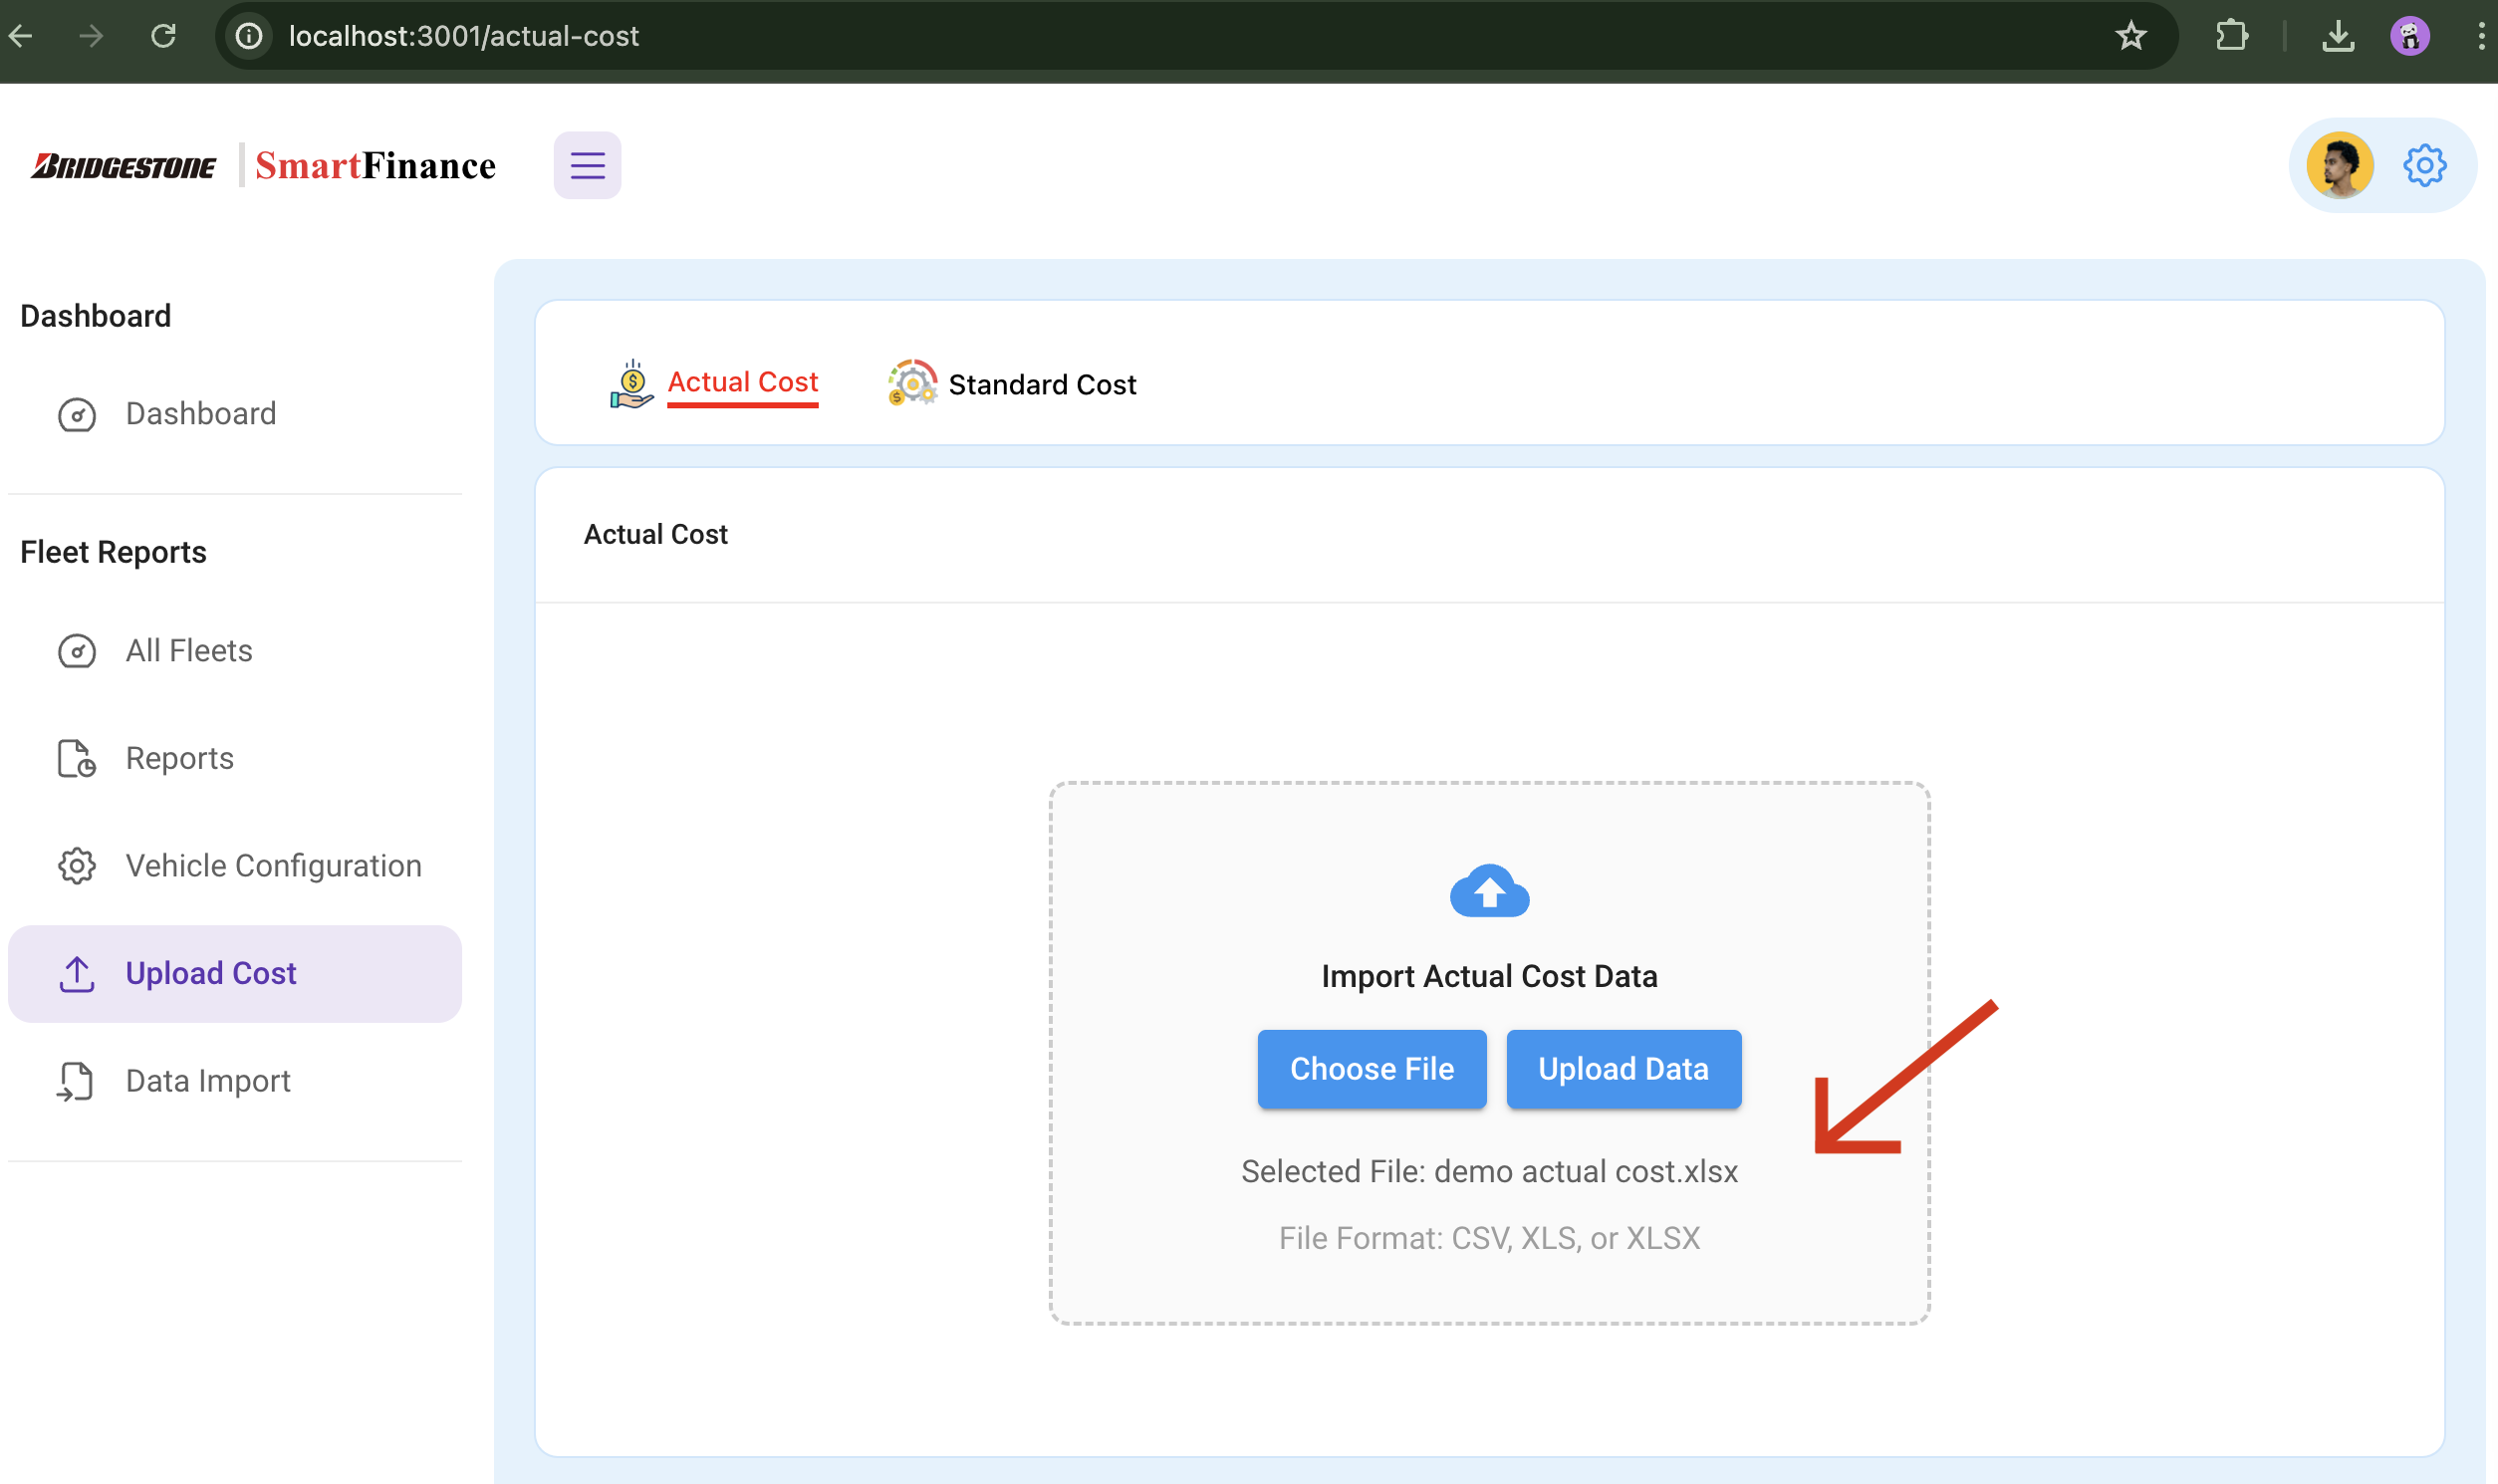 localhost:3001/actual-cost
BRIDGESTONE
SmartFinance
Dashboard
Dashboard
Fleet Reports
All Fleets
Reports
Vehicle Configuration
Upload Cost
Data Import
Actual Cost
Standard Cost
Actual Cost
Import Actual Cost Data
Choose File
Upload Data
Selected File: demo actual cost.xlsx
File Format: CSV, XLS, or XLSX